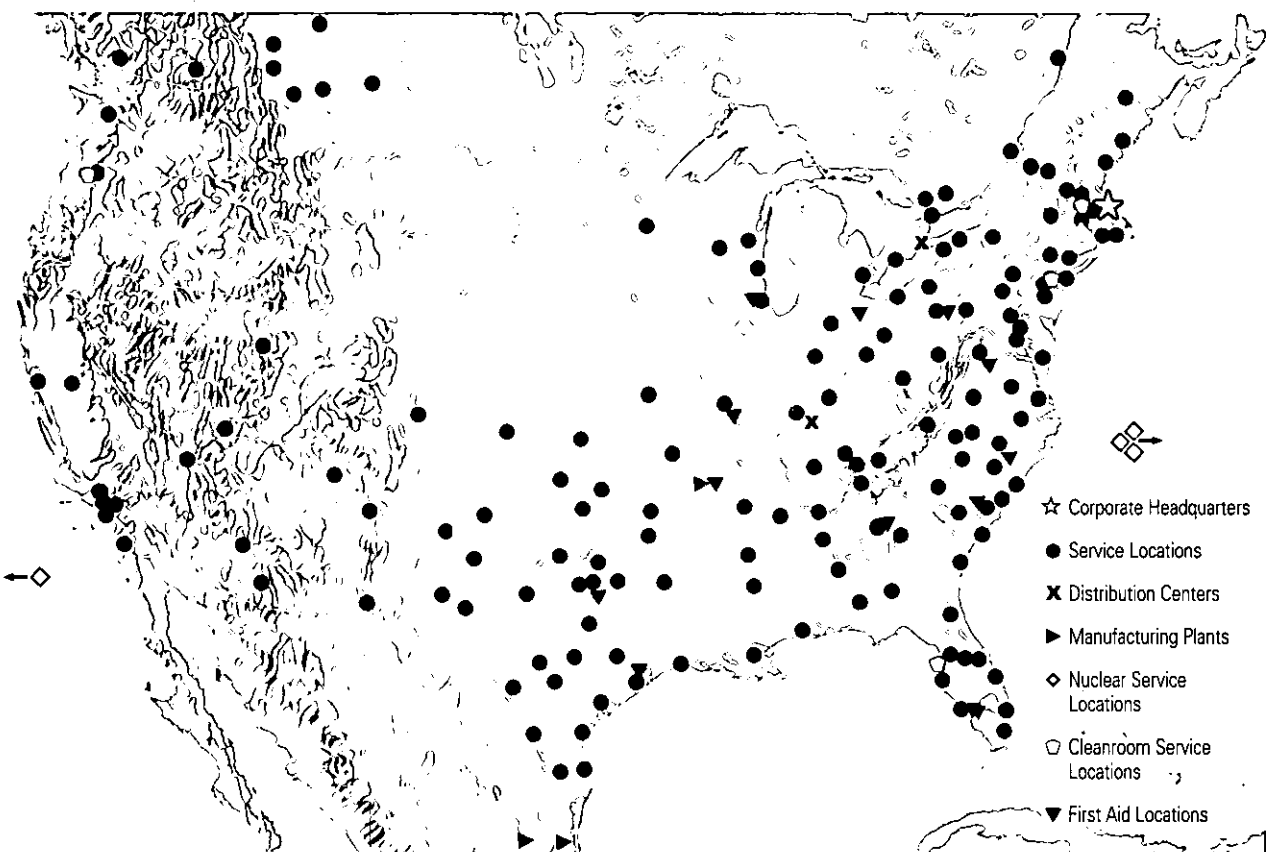 Corporate Headquarters
Service Locations
Distribution Centers
Manufacturing Plants
Nuclear Service
Locations
Cleanroom Service
Locations
First Aid Locations